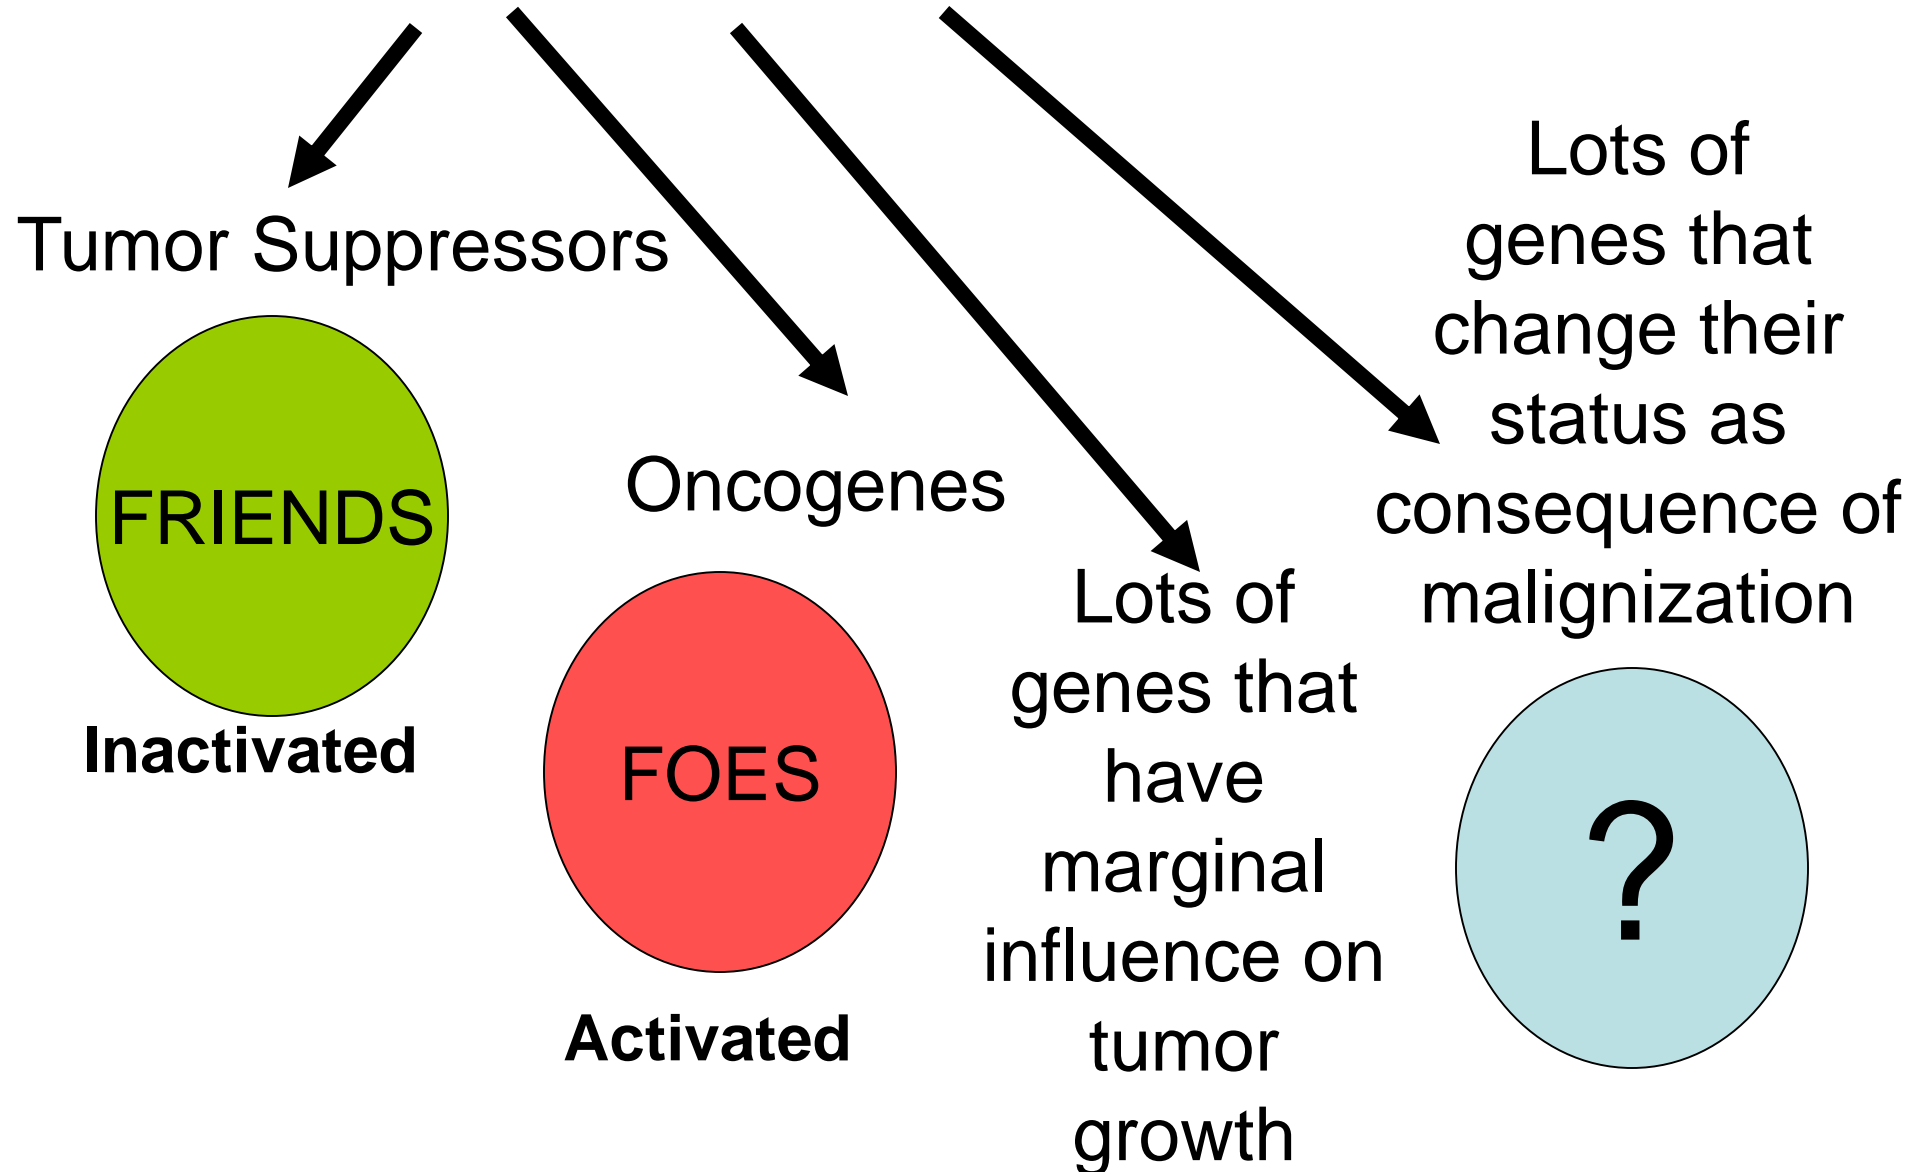 Tumor Suppressors
FRIENDS
Inactivated
Oncogenes
FOES
Activated
Lots of
genes that
have
marginal
influence on
tumor
growth
Lots of
genes that
change their
status as
consequence of
malignization
?